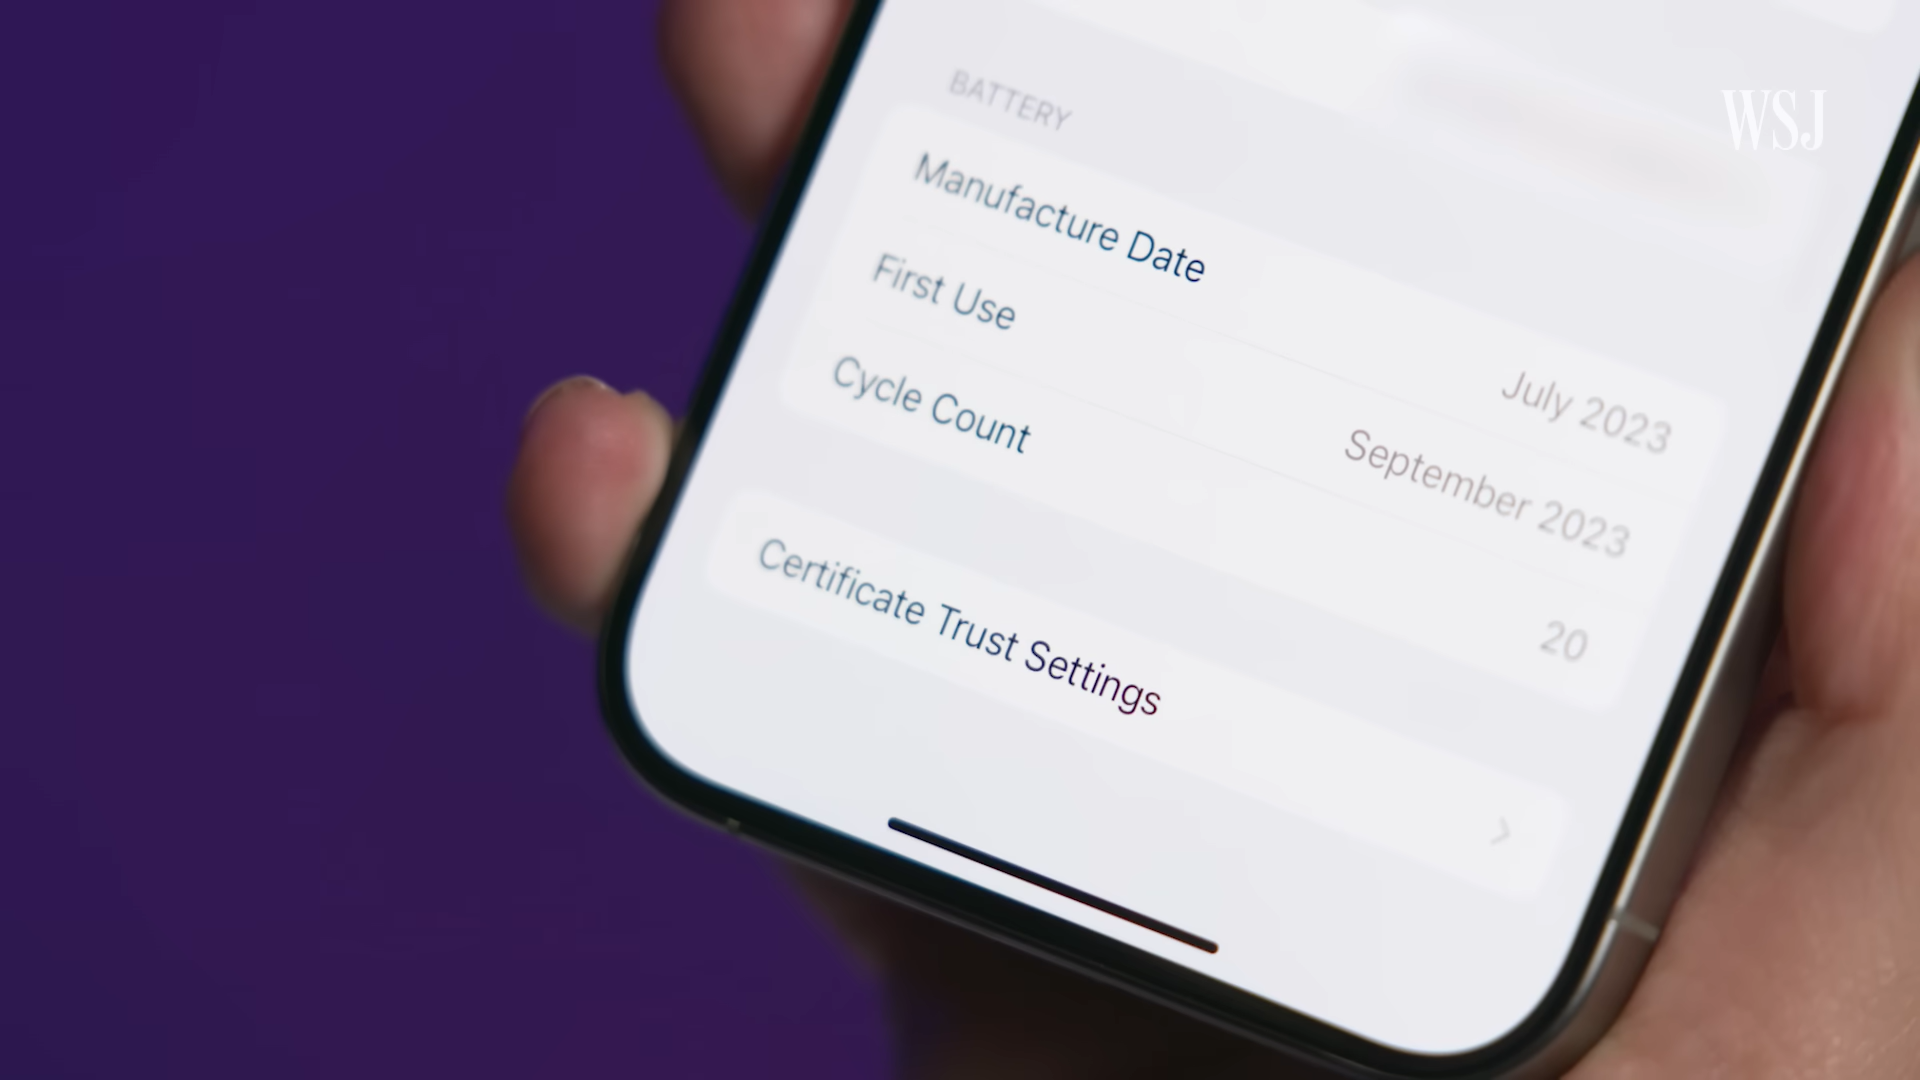 WSJ
BATTERY
Manufacture Date
July 2023
First Use
September 2023
Cycle Count
20
Certificate Trust Settings